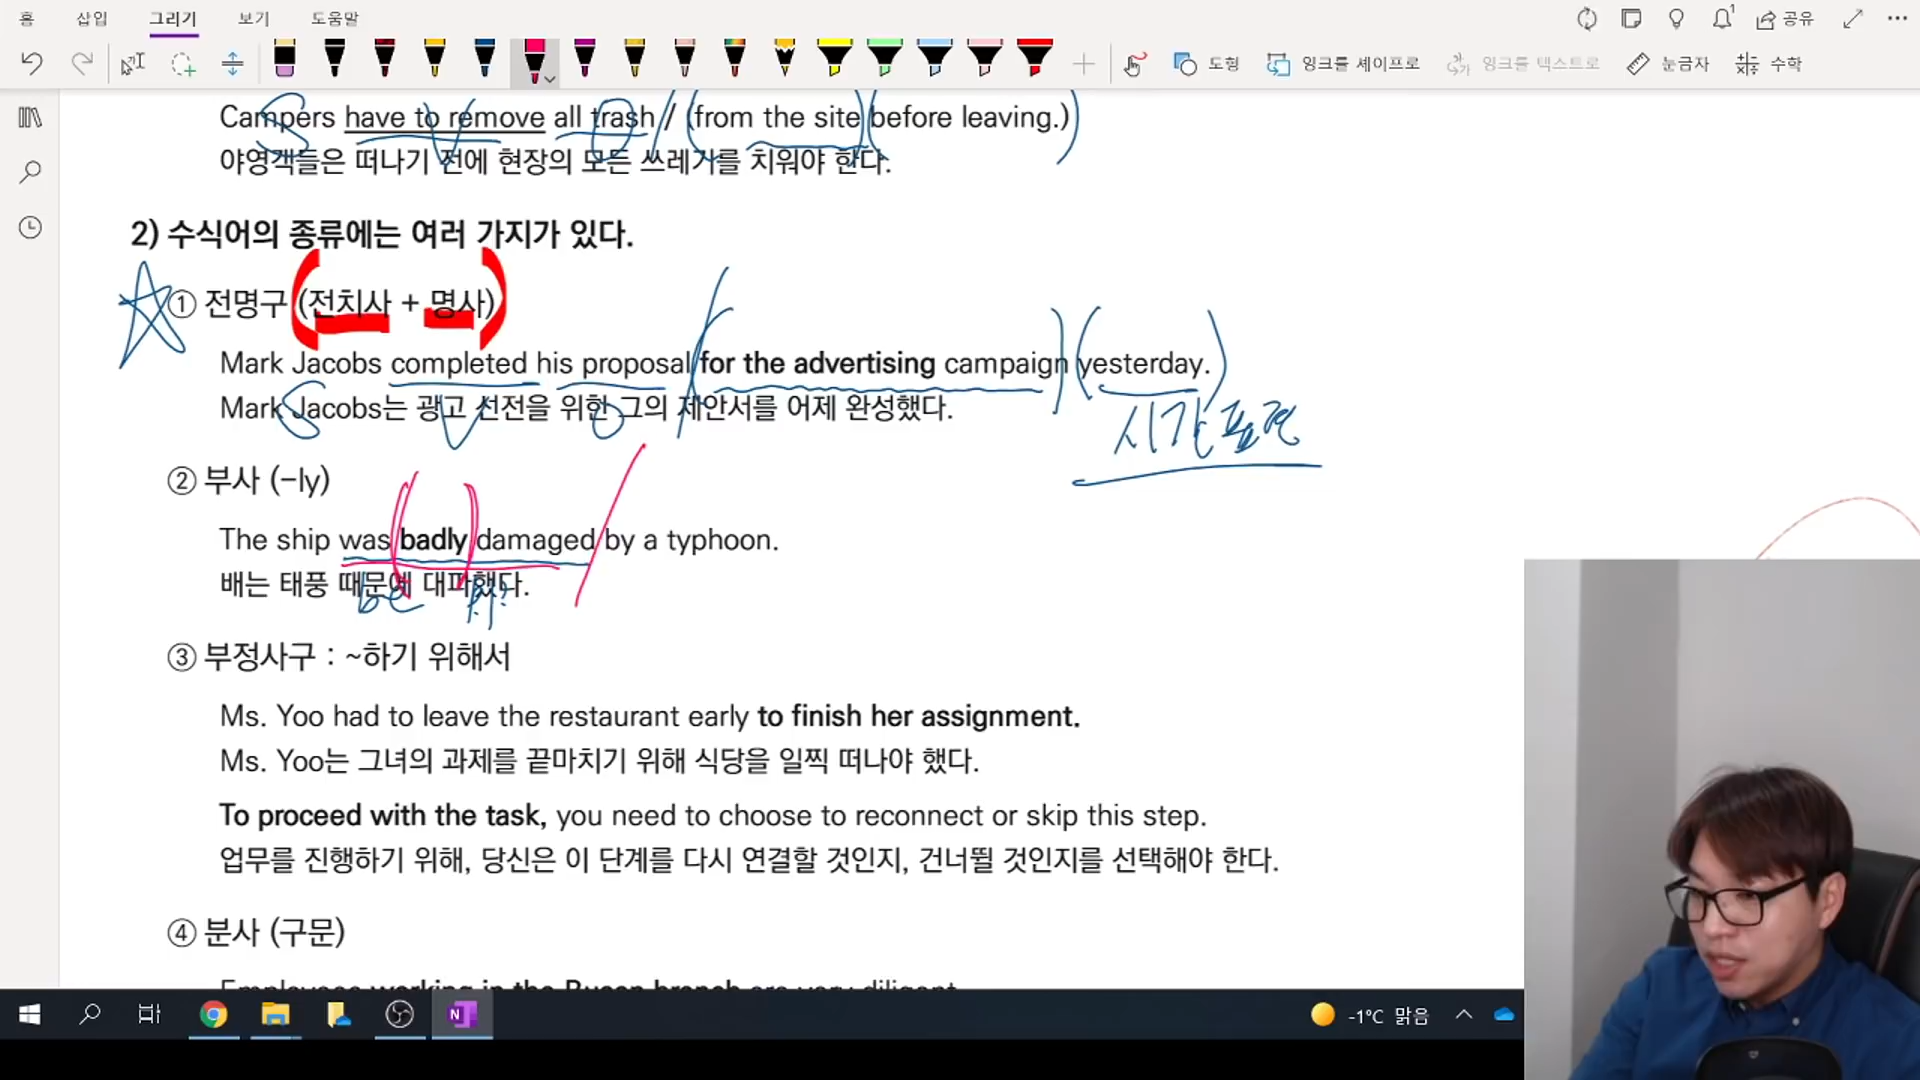 홈 삽입 그리기 보기 도움말 1 공유
도형 잉크를 셰이프로 잉크를 텍스트로 눈금자 수학
Campers have to remove all trash / (from the site) (before leaving.)
S V O
야영객들은 떠나기 전에 현장의 모든 쓰레기를 치워야 한다.
2) 수식어의 종류에는 여러 가지가 있다.
① 전명구 (전치사 + 명사)
Mark Jacobs completed his proposal for the advertising campaign yesterday.
Mark Jacobs는 광고 선전을 위한 그의 제안서를 어제 완성했다.
S V O 시간 표현
② 부사 (-ly)
The ship was badly damaged by a typhoon.
배는 태풍 때문에 대파했다.
be
③ 부정사구 : ~하기 위해서
Ms. Yoo had to leave the restaurant early to finish her assignment.
Ms. Yoo는 그녀의 과제를 끝마치기 위해 식당을 일찍 떠나야 했다.
To proceed with the task, you need to choose to reconnect or skip this step.
업무를 진행하기 위해, 당신은 이 단계를 다시 연결할 것인지, 건너뛸 것인지를 선택해야 한다.
④ 분사 (구문)
Employees working in the Busan branch are very diligent.
N -1°C 맑음